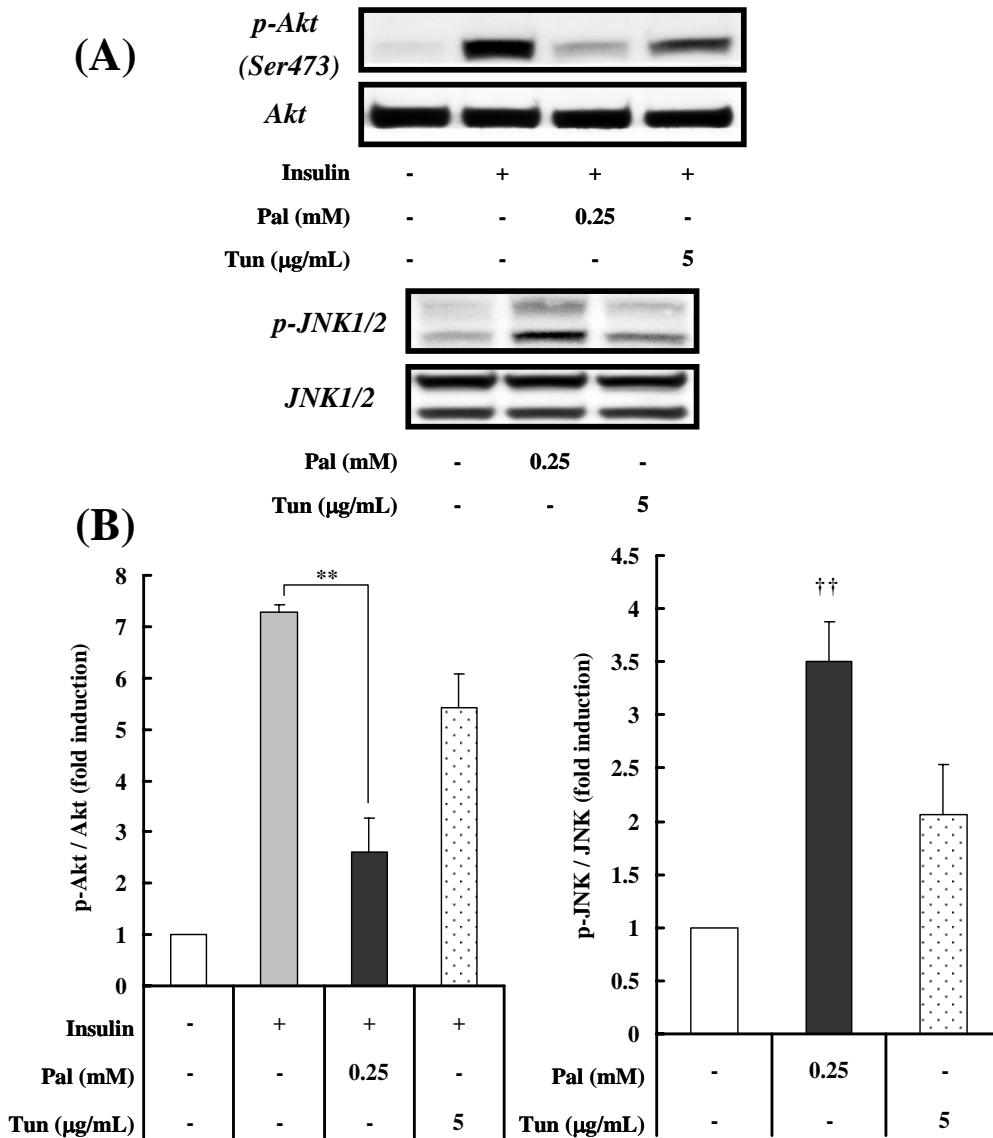 (A)
p-Akt
(Ser473)
Akt
Insulin - + + +
Pal (mM) - - 0.25 -
Tun (μg/mL) - - - 5
p-JNK1/2
JNK1/2
Pal (mM) - 0.25 -
Tun (μg/mL) - - 5
(B)
p-Akt / Akt (fold induction)
8
7
6
5
4
3
2
1
0
**
Insulin - + + +
Pal (mM) - - 0.25 -
Tun (μg/mL) - - - 5
p-JNK / JNK (fold induction)
4.5
4
3.5
3
2.5
2
1.5
1
0.5
0
††
Pal (mM) - 0.25 -
Tun (μg/mL) - - 5